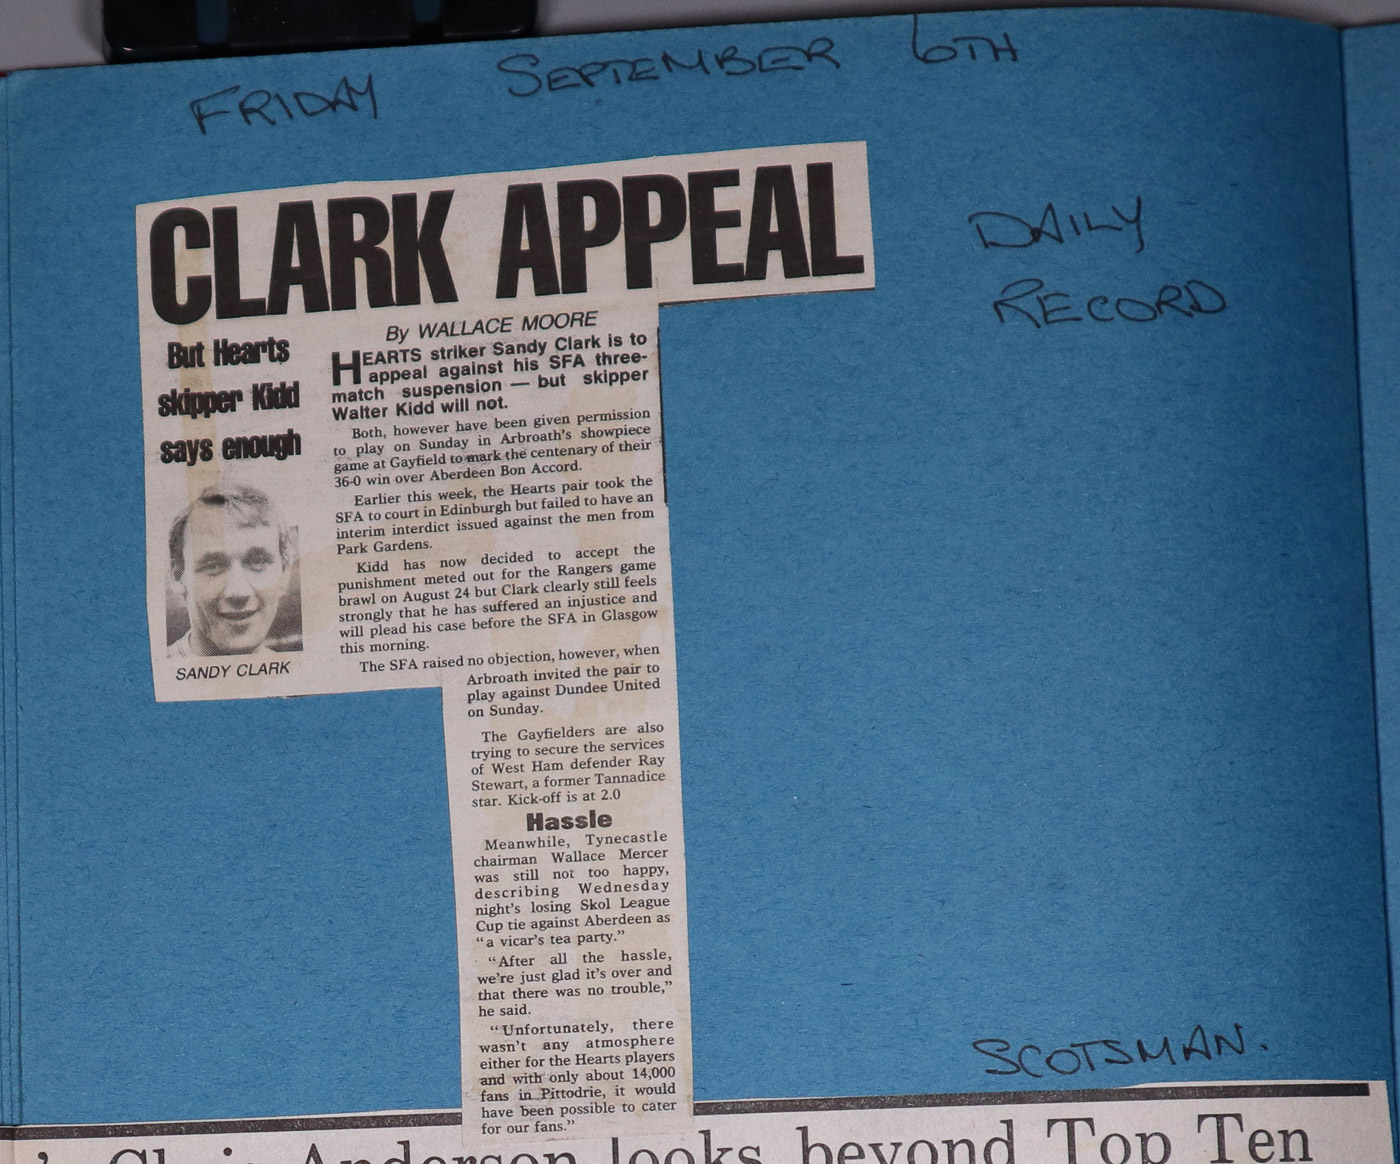 FRIDAY SEPTEMBER 6TH
DAILY
RECORD
CLARK APPEAL
But Hearts
skipper Kidd
says enough
SANDY CLARK
By WALLACE MOORE
HEARTS striker Sandy Clark is to
appeal against his SFA three-
match suspension — but skipper
Walter Kidd will not.
Both, however have been given permission
to play on Sunday in Arbroath's showpiece
game at Gayfield to mark the centenary of their
36-0 win over Aberdeen Bon Accord.
Earlier this week, the Hearts pair took the
SFA to court in Edinburgh but failed to have an
interim interdict issued against the men from
Park Gardens.
Kidd has now decided to accept the
punishment meted out for the Rangers game
brawl on August 24 but Clark clearly still feels
strongly that he has suffered an injustice and
will plead his case before the SFA in Glasgow
this morning.
The SFA raised no objection, however, when
Arbroath invited the pair to
play against Dundee United
on Sunday.
The Gayfielders are also
trying to secure the services
of West Ham defender Ray
Stewart, a former Tannadice
star. Kick-off is at 2.0
Hassle
Meanwhile, Tynecastle
chairman Wallace Mercer
was still not too happy,
describing Wednesday
night's losing Skol League
Cup tie against Aberdeen as
"a vicar's tea party."
"After all the hassle,
we're just glad it's over and
that there was no trouble,"
he said.
"Unfortunately, there
wasn't any atmosphere
either for the Hearts players
and with only about 14,000
fans in Pittodrie, it would
have been possible to cater
for our fans."
SCOTSMAN.
Anderson looks beyond Top Ten